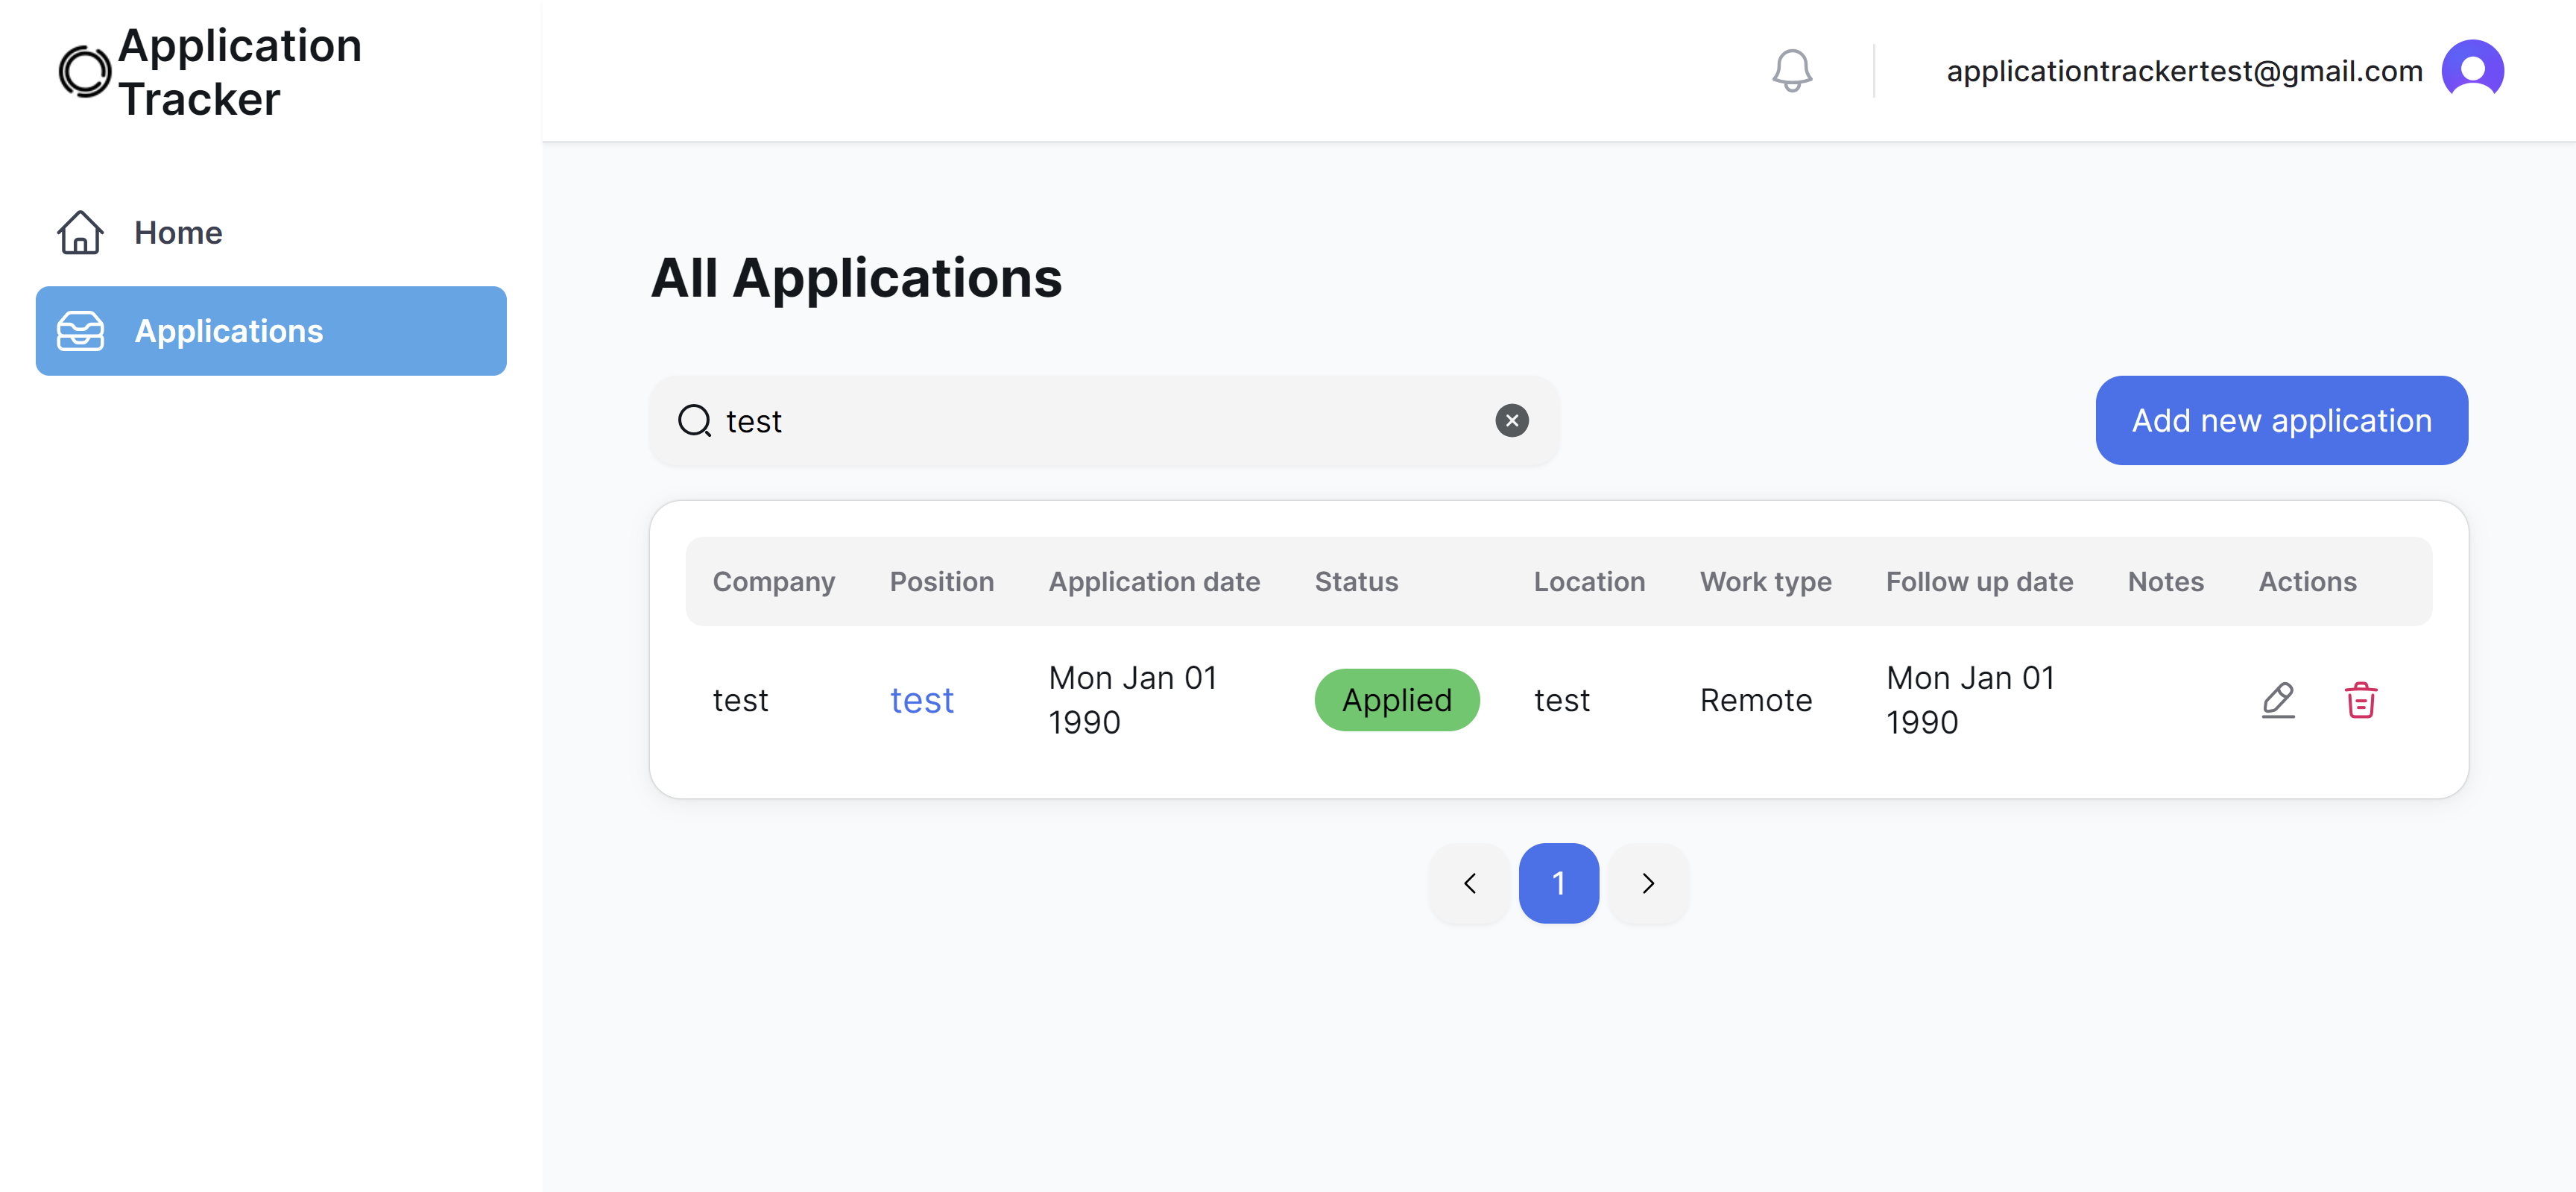 Application
Tracker
applicationtrackertest@gmail.com
Home
Applications
All Applications
test
Add new application
Company Position Application date Status Location Work type Follow up date Notes Actions
test test Mon Jan 01 1990 Applied test Remote Mon Jan 01 1990
1